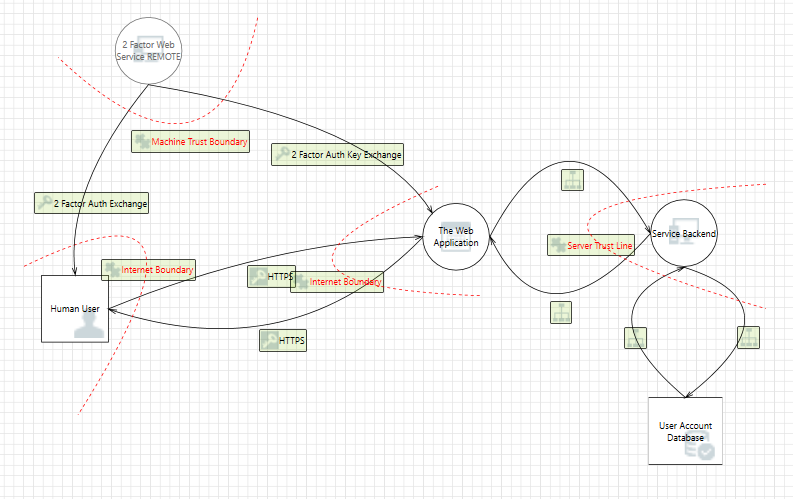 2 Factor Web
Service REMOTE
Machine Trust Boundary
2 Factor Auth Key Exchange
2 Factor Auth Exchange
The Web
Application
Service Backend
Server Trust Line
Internet Boundary
HTTPS
Internet Boundary
Human User
HTTPS
User Account
Database